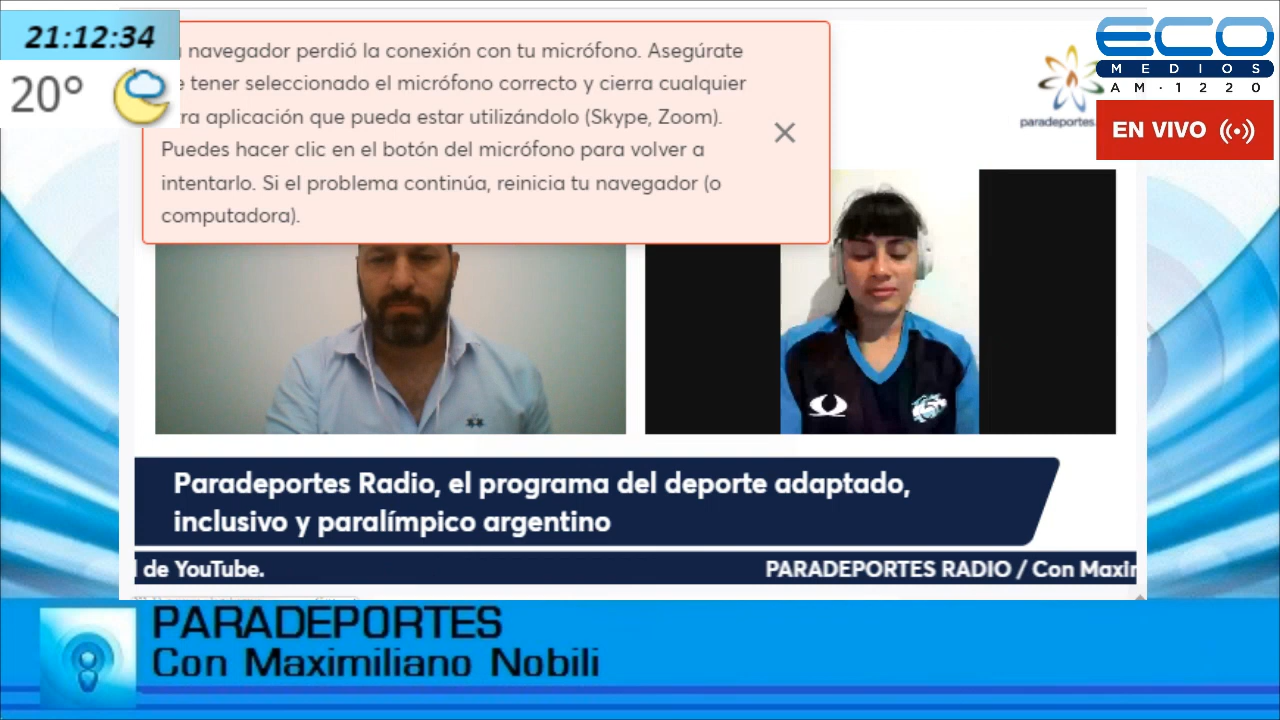 21:12:34
20°
navegador perdió la conexión con tu micrófono. Asegúrate
tener seleccionado el micrófono correcto y cierra cualquier
ra aplicación que pueda estar utilizándolo (Skype, Zoom).
Puedes hacer clic en el botón del micrófono para volver a
intentarlo. Si el problema continúa, reinicia tu navegador (o
computadora).
paradeportes.
ECO
MEDIOS
AM·1220
EN VIVO
Paradeportes Radio, el programa del deporte adaptado,
inclusivo y paralímpico argentino
l de YouTube.
PARADEPORTES RADIO / Con Maxin
PARADEPORTES
Con Maximiliano Nobili